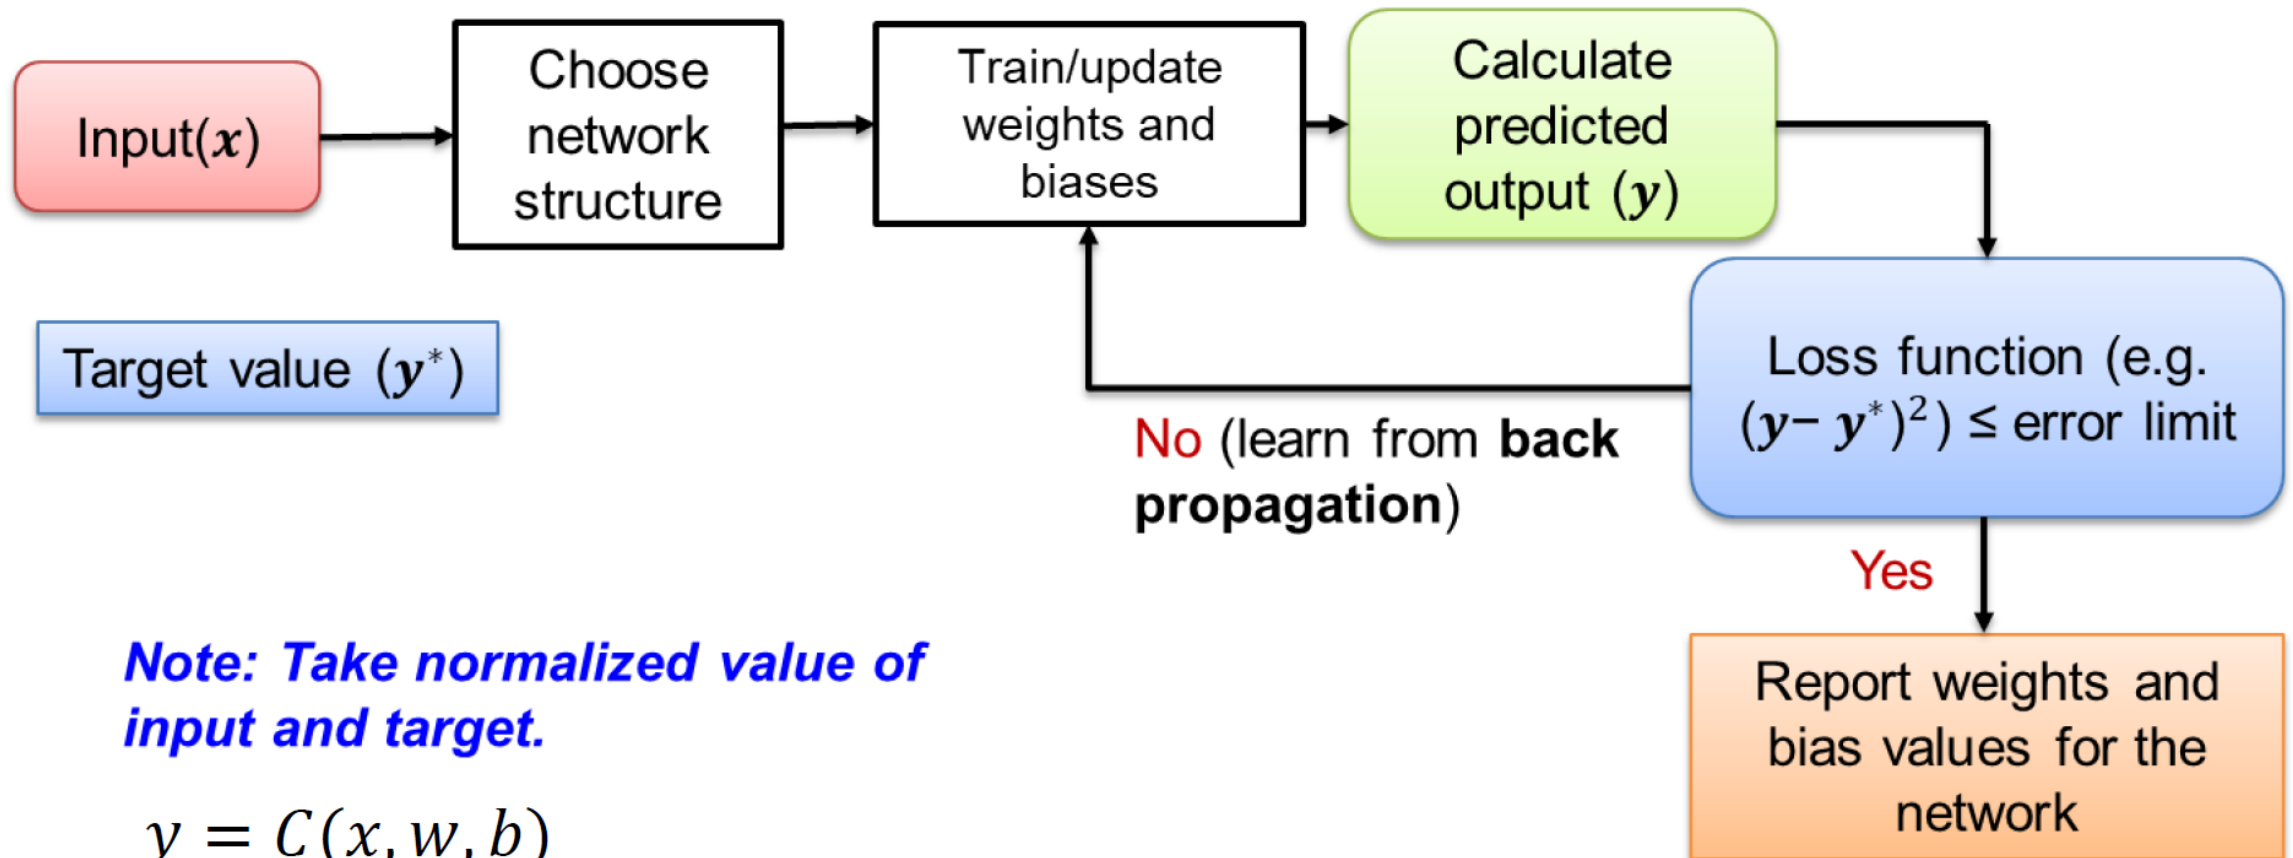 Input(x)
Choose
network
structure
Train/update
weights and
biases
Calculate
predicted
output (y)
Target value (y*)
Loss function (e.g.
(y− y*)²) ≤ error limit
No (learn from back
propagation)
Yes
Note: Take normalized value of
input and target.
y = C(x, w, b)
Report weights and
bias values for the
network